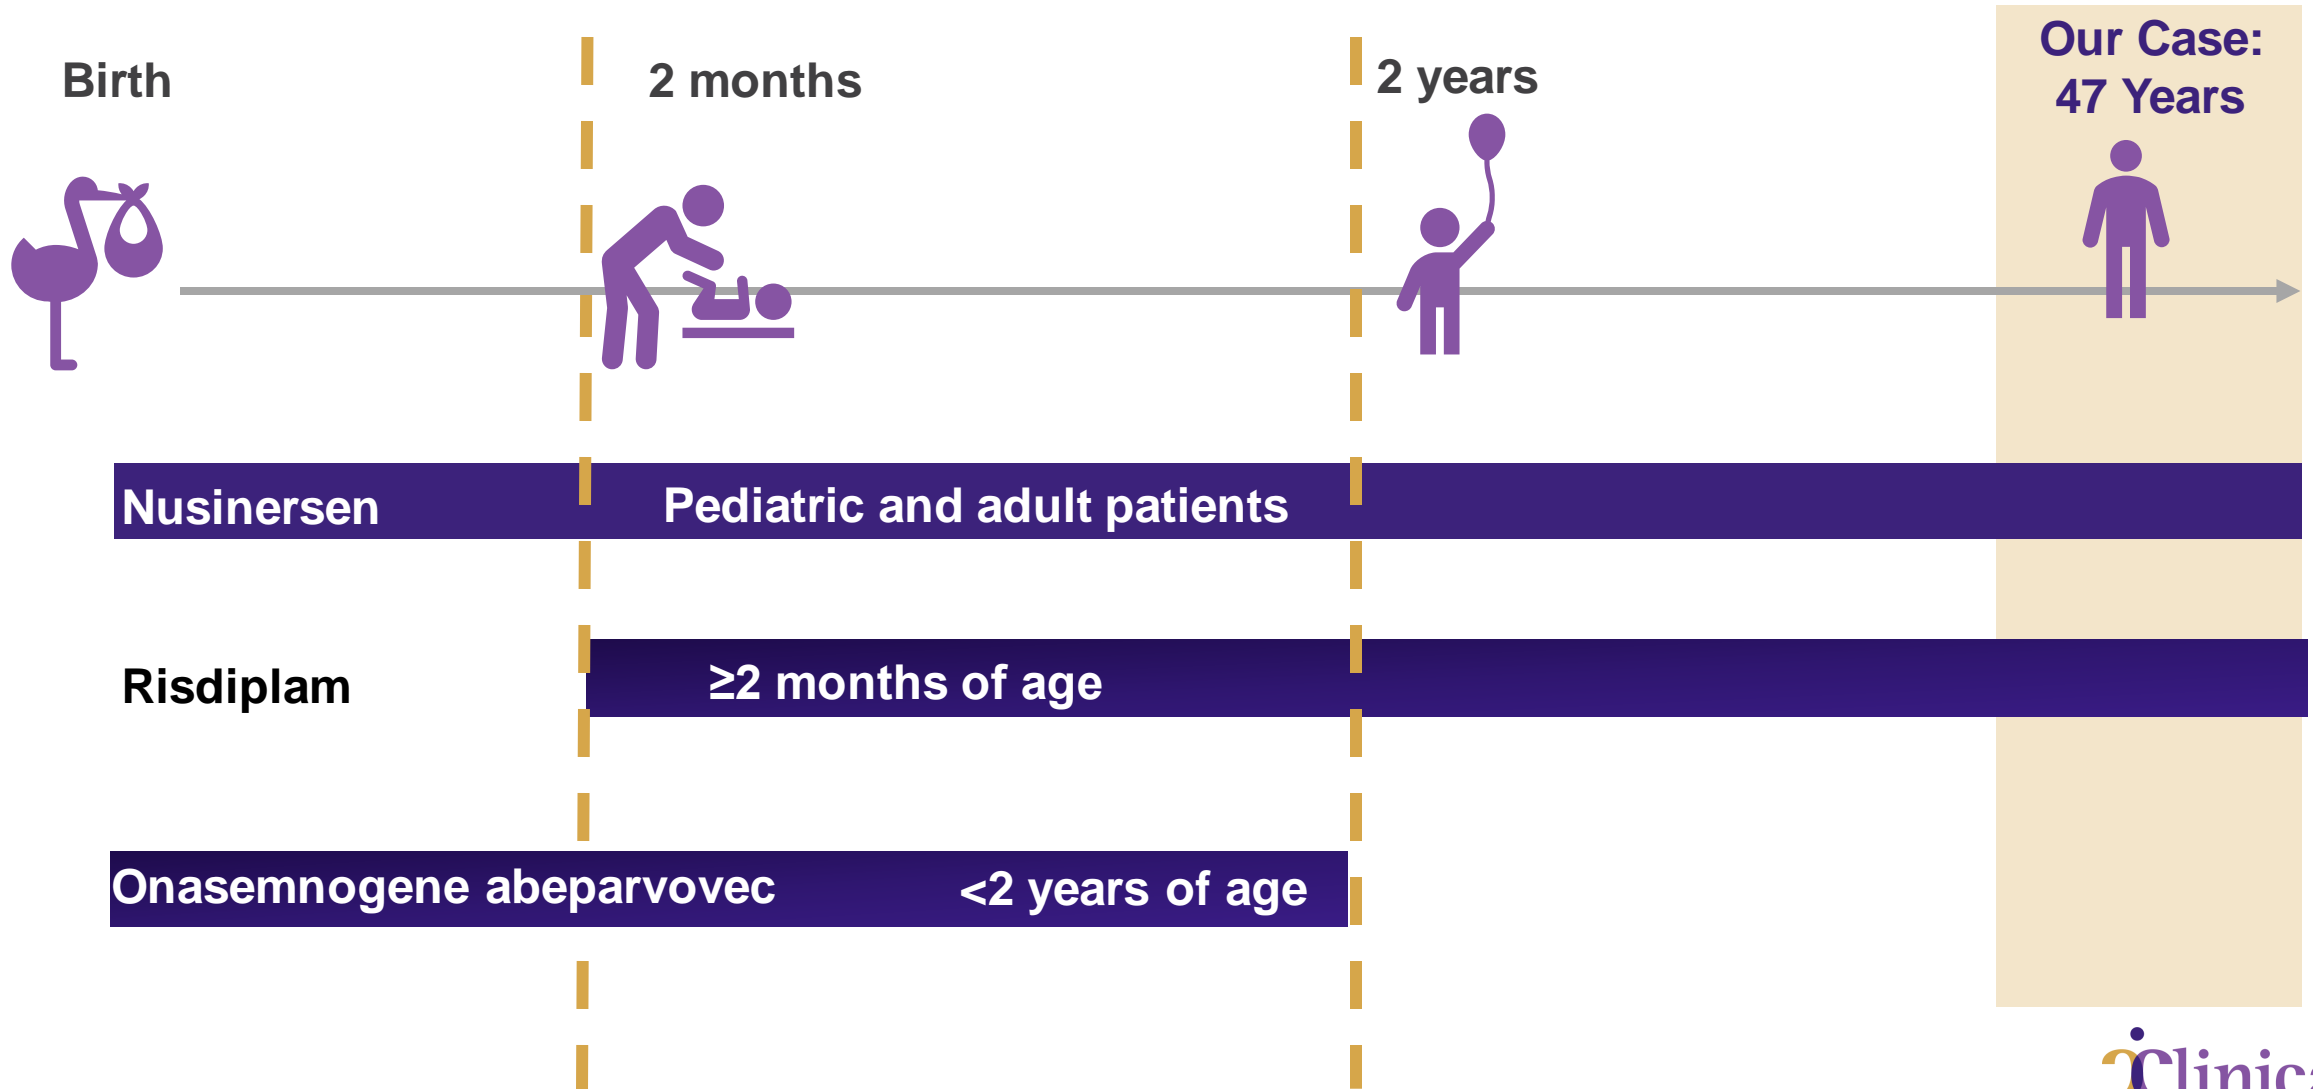 Birth
2 months
2 years
Our Case:
47 Years
Nusinersen
Pediatric and adult patients
Risdiplam
≥2 months of age
Onasemnogene abeparvovec
<2 years of age